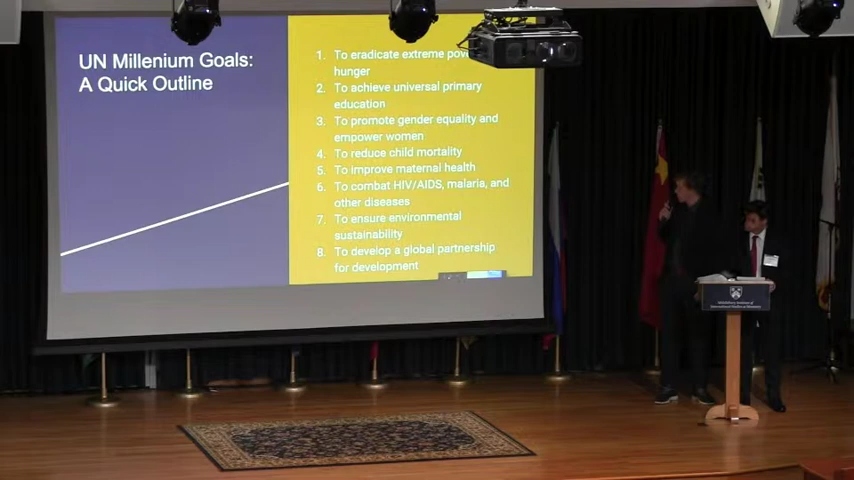 UN Millenium Goals:
A Quick Outline
1. To eradicate extreme
hunger
2. To achieve universal primary
education
3. To promote gender equality and
empower women
4. To reduce child mortality
5. To improve maternal health
6. To combat HIV/AIDS, malaria, and
other diseases
7. To ensure environmental
sustainability
8. To develop a global partnership
for development